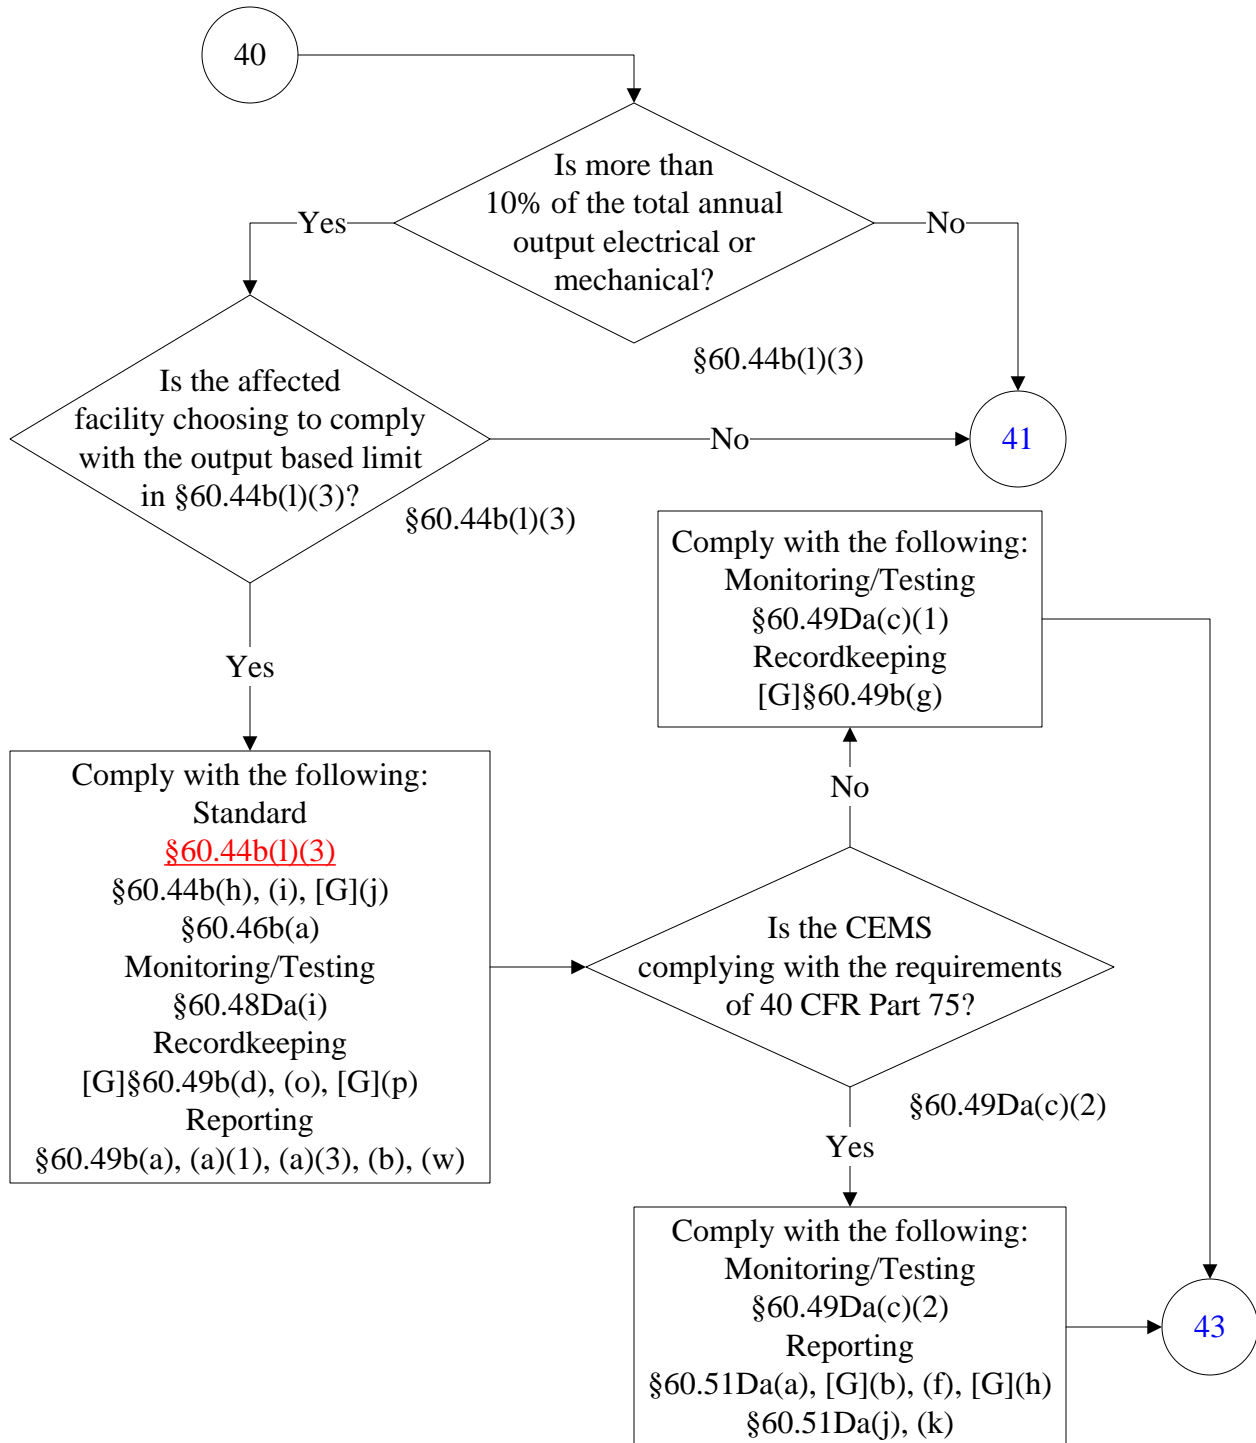 40
Is more than
10% of the total annual
output electrical or
mechanical?
Yes
No
§60.44b(l)(3)
Is the affected
facility choosing to comply
with the output based limit
in §60.44b(l)(3)?
No
41
§60.44b(l)(3)
Comply with the following:
Monitoring/Testing
§60.49Da(c)(1)
Recordkeeping
[G]§60.49b(g)
Yes
Comply with the following:
Standard
§60.44b(l)(3)
§60.44b(h), (i), [G](j)
§60.46b(a)
Monitoring/Testing
§60.48Da(i)
Recordkeeping
[G]§60.49b(d), (o), [G](p)
Reporting
§60.49b(a), (a)(1), (a)(3), (b), (w)
No
Is the CEMS
complying with the requirements
of 40 CFR Part 75?
§60.49Da(c)(2)
Yes
Comply with the following:
Monitoring/Testing
§60.49Da(c)(2)
Reporting
§60.51Da(a), [G](b), (f), [G](h)
§60.51Da(j), (k)
43